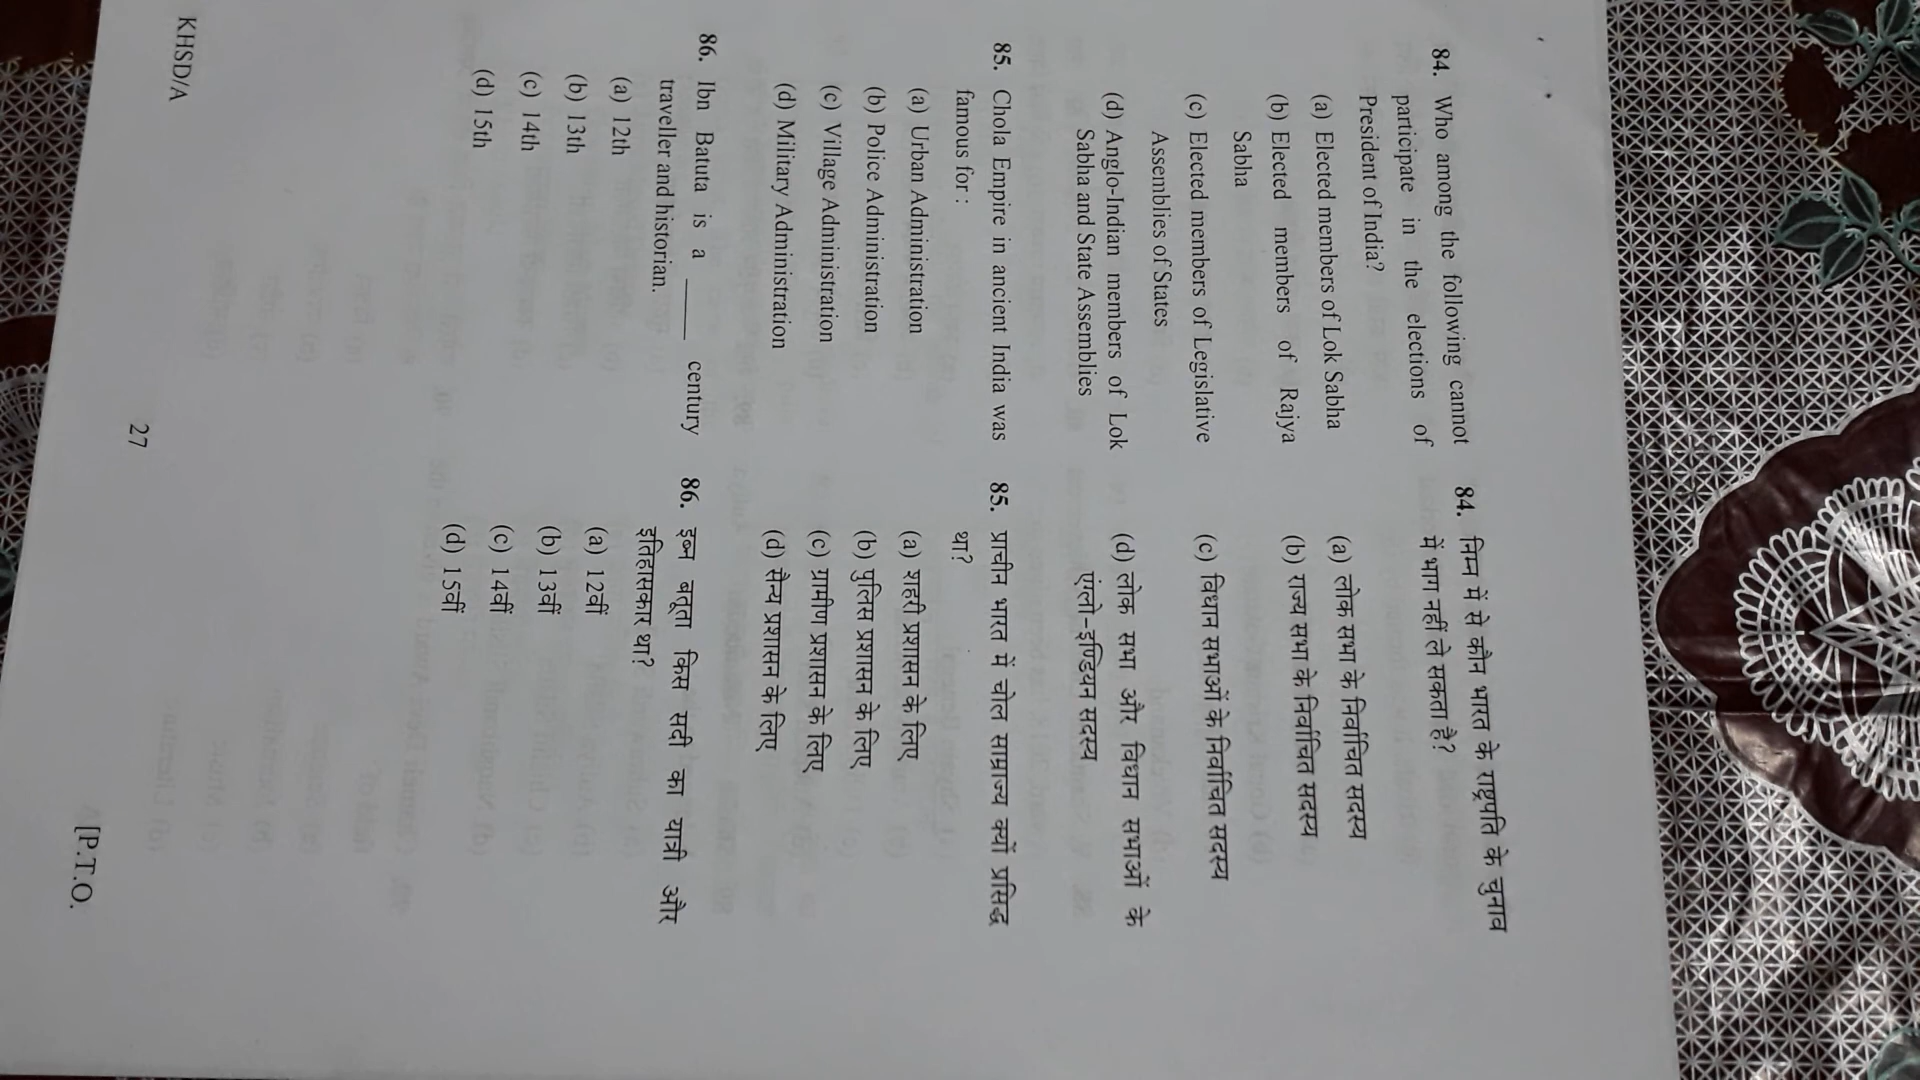 84. Who among the following cannot
participate in the elections of
President of India?
(a) Elected members of Lok Sabha
(b) Elected members of Rajya
Sabha
(c) Elected members of Legislative
Assemblies of States
(d) Anglo-Indian members of Lok
Sabha and State Assemblies
85. Chola Empire in ancient India was
famous for :
(a) Urban Administration
(b) Police Administration
(c) Village Administration
(d) Military Administration
86. Ibn Batuta is a _____ century
traveller and historian.
(a) 12th
(b) 13th
(c) 14th
(d) 15th
84. निम्न में से कौन भारत के राष्ट्रपति के चुनाव
में भाग नहीं ले सकता है?
(a) लोक सभा के निर्वाचित सदस्य
(b) राज्य सभा के निर्वाचित सदस्य
(c) विधान सभाओं के निर्वाचित सदस्य
(d) लोक सभा और विधान सभाओं के
एंग्लो-इण्डियन सदस्य
85. प्राचीन भारत में चोल साम्राज्य क्यों प्रसिद्ध
था?
(a) शहरी प्रशासन के लिए
(b) पुलिस प्रशासन के लिए
(c) ग्रामीण प्रशासन के लिए
(d) सैन्य प्रशासन के लिए
86. इब्न बतूता किस सदी का यात्री और
इतिहासकार था?
(a) 12वीं
(b) 13वीं
(c) 14वीं
(d) 15वीं
KHSD/A
27
[P.T.O.